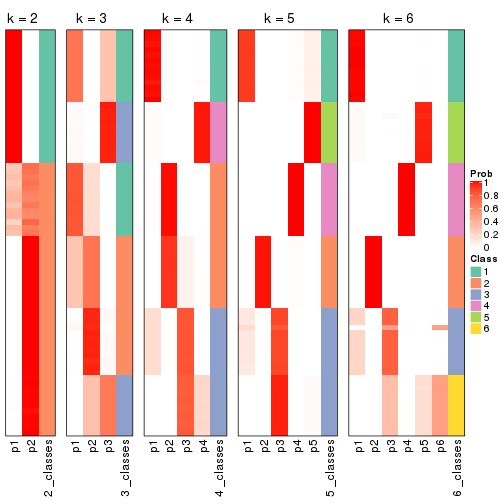 k = 2
k = 3
k = 4
k = 5
k = 6
Prob
1
0.8
0.6
0.4
0.2
0
Class
1
2
3
4
5
6
p1
p2
2_classes
p1
p2
p3
3_classes
p1
p2
p3
p4
4_classes
p1
p2
p3
p4
p5
5_classes
p1
p2
p3
p4
p5
p6
6_classes